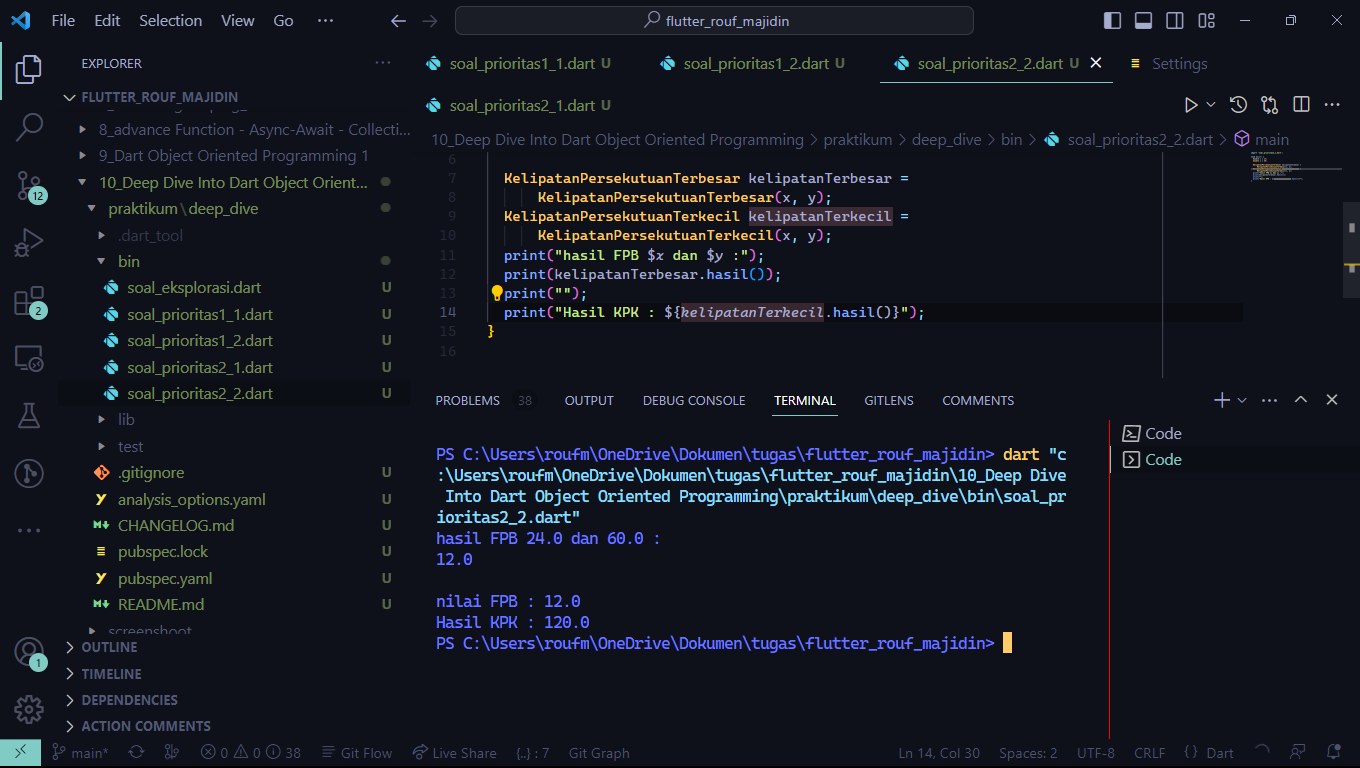 File Edit Selection View Go ···
flutter_rouf_majidin
EXPLORER ···
FLUTTER_ROUF_MAJIDIN
8_advance Function - Async-Await - Collecti...
9_Dart Object Oriented Programming 1
10_Deep Dive Into Dart Object Orient...
praktikum\deep_dive
.dart_tool
bin
soal_eksplorasi.dart U
soal_prioritas1_1.dart U
soal_prioritas1_2.dart U
soal_prioritas2_1.dart U
soal_prioritas2_2.dart U
lib
test
.gitignore U
analysis_options.yaml U
CHANGELOG.md U
pubspec.lock U
pubspec.yaml U
README.md U
screenshoot
OUTLINE
TIMELINE
DEPENDENCIES
ACTION COMMENTS
12
2
1
soal_prioritas1_1.dart U
soal_prioritas1_2.dart U
soal_prioritas2_2.dart U
Settings
soal_prioritas2_1.dart U
10_Deep Dive Into Dart Object Oriented Programming > praktikum > deep_dive > bin > soal_prioritas2_2.dart > main
6
7 KelipatanPersekutuanTerbesar kelipatanTerbesar =
8 KelipatanPersekutuanTerbesar(x, y);
9 KelipatanPersekutuanTerkecil kelipatanTerkecil =
10 KelipatanPersekutuanTerkecil(x, y);
11 print("hasil FPB $x dan $y :");
12 print(kelipatanTerbesar.hasil());
13 print("");
14 print("Hasil KPK : ${kelipatanTerkecil.hasil()}");
15 }
16
PROBLEMS 38 OUTPUT DEBUG CONSOLE TERMINAL GITLENS COMMENTS
PS C:\Users\roufm\OneDrive\Dokumen\tugas\flutter_rouf_majidin> dart "c
:\Users\roufm\OneDrive\Dokumen\tugas\flutter_rouf_majidin\10_Deep Dive
Into Dart Object Oriented Programming\praktikum\deep_dive\bin\soal_pr
ioritas2_2.dart"
hasil FPB 24.0 dan 60.0 :
12.0
nilai FPB : 12.0
Hasil KPK : 120.0
PS C:\Users\roufm\OneDrive\Dokumen\tugas\flutter_rouf_majidin>
Code
Code
main* 0 0 38 Git Flow Live Share {..} : 7 Git Graph Ln 14, Col 30 Spaces: 2 UTF-8 CRLF {} Dart